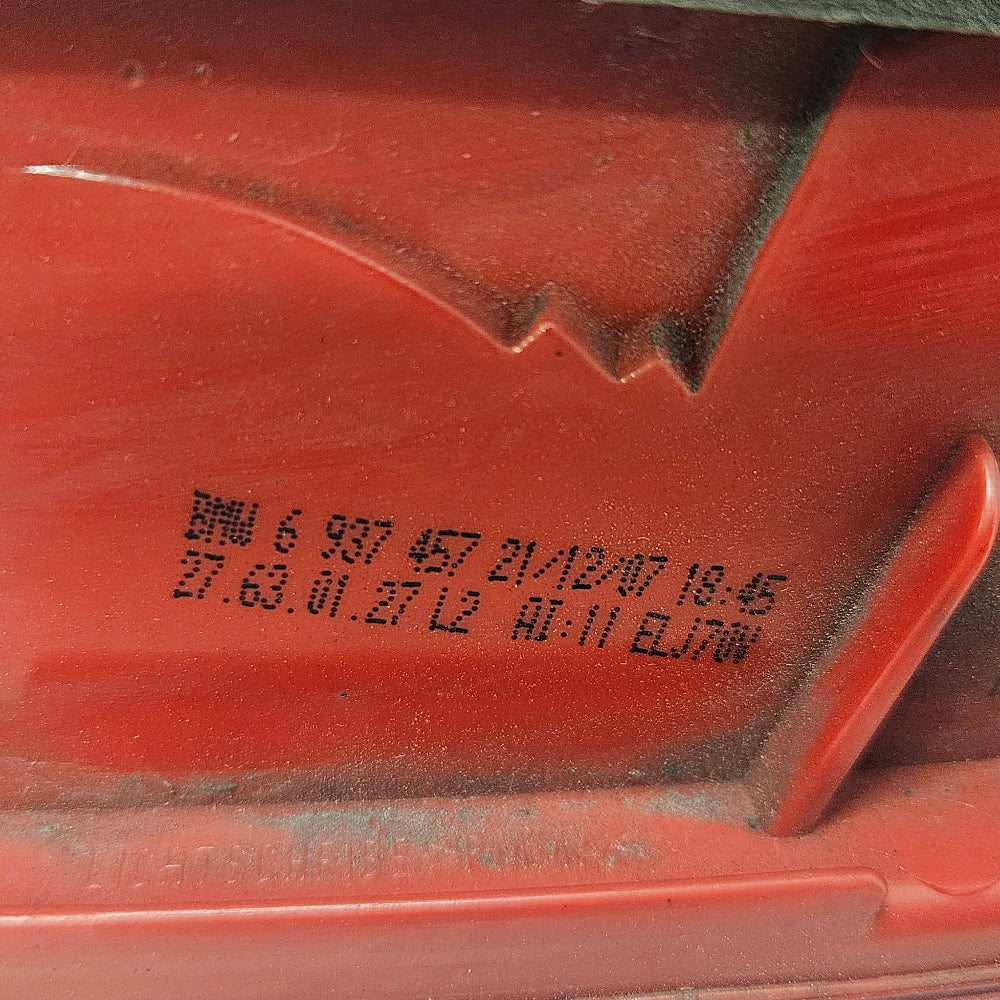 BMW 6 937 457 21/12/07 18:45
27.63.01.27 L2 AI:11 ELJ70W